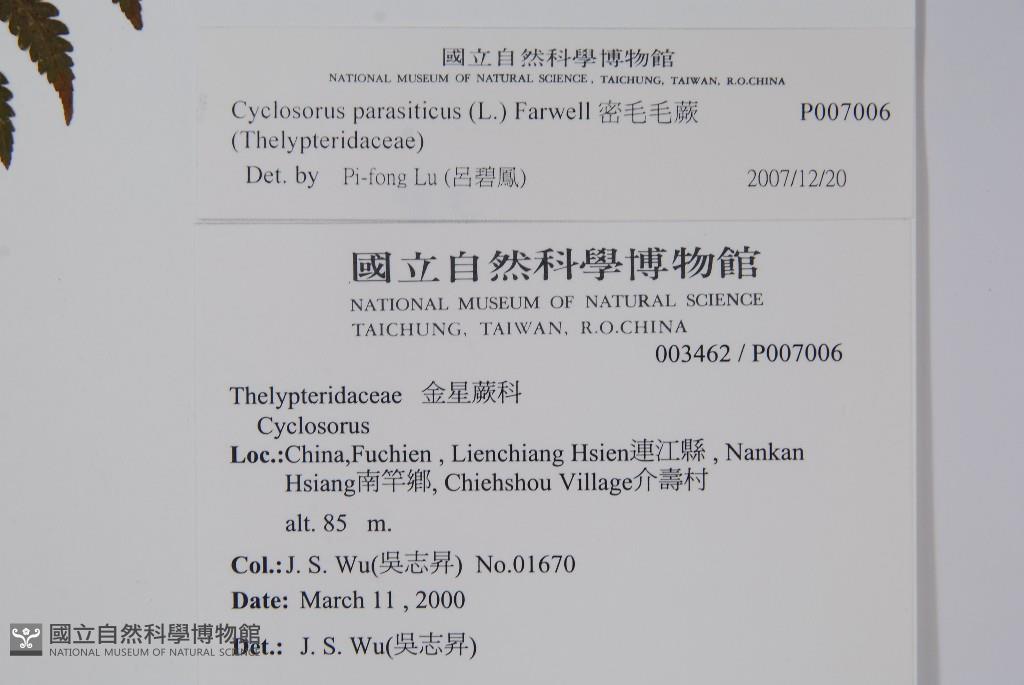 國立自然科學博物館
NATIONAL MUSEUM OF NATURAL SCIENCE, TAICHUNG, TAIWAN, R.O.CHINA
Cyclosorus parasiticus (L.) Farwell 密毛毛蕨 P007006
(Thelypteridaceae)
Det. by Pi-fong Lu (呂碧鳳) 2007/12/20
國立自然科學博物館
NATIONAL MUSEUM OF NATURAL SCIENCE
TAICHUNG, TAIWAN, R.O.CHINA
003462 / P007006
Thelypteridaceae 金星蕨科
Cyclosorus
Loc.:China,Fuchien , Lienchiang Hsien連江縣 , Nankan
Hsiang南竿鄉, Chiehshou Village介壽村
alt. 85 m.
Col.:J. S. Wu(吳志昇) No.01670
Date: March 11 , 2000
Det.: J. S. Wu(吳志昇)
國立自然科學博物館
NATIONAL MUSEUM OF NATURAL SCIENCE